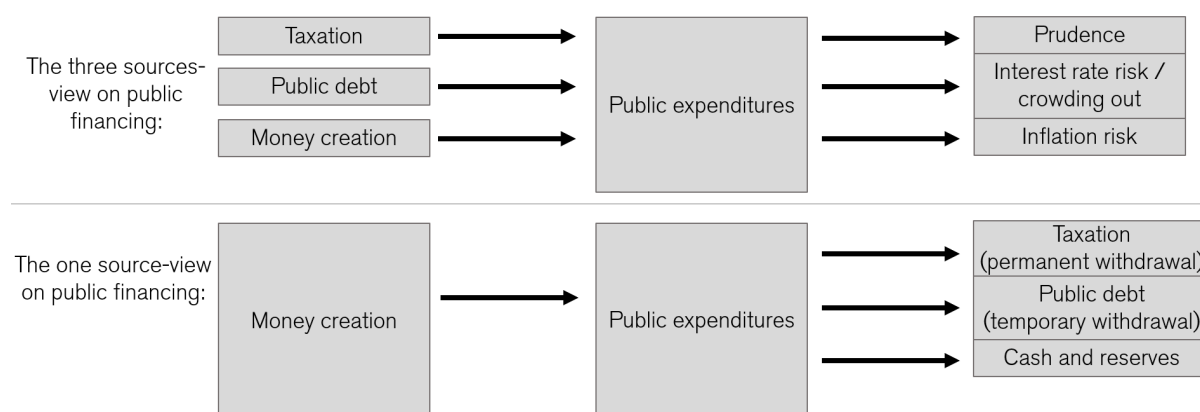 The three sources-
view on public
financing:
Taxation
Public debt
Money creation
Public expenditures
Prudence
Interest rate risk /
crowding out
Inflation risk
The one source-view
on public financing:
Money creation
Public expenditures
Taxation
(permanent withdrawal)
Public debt
(temporary withdrawal)
Cash and reserves